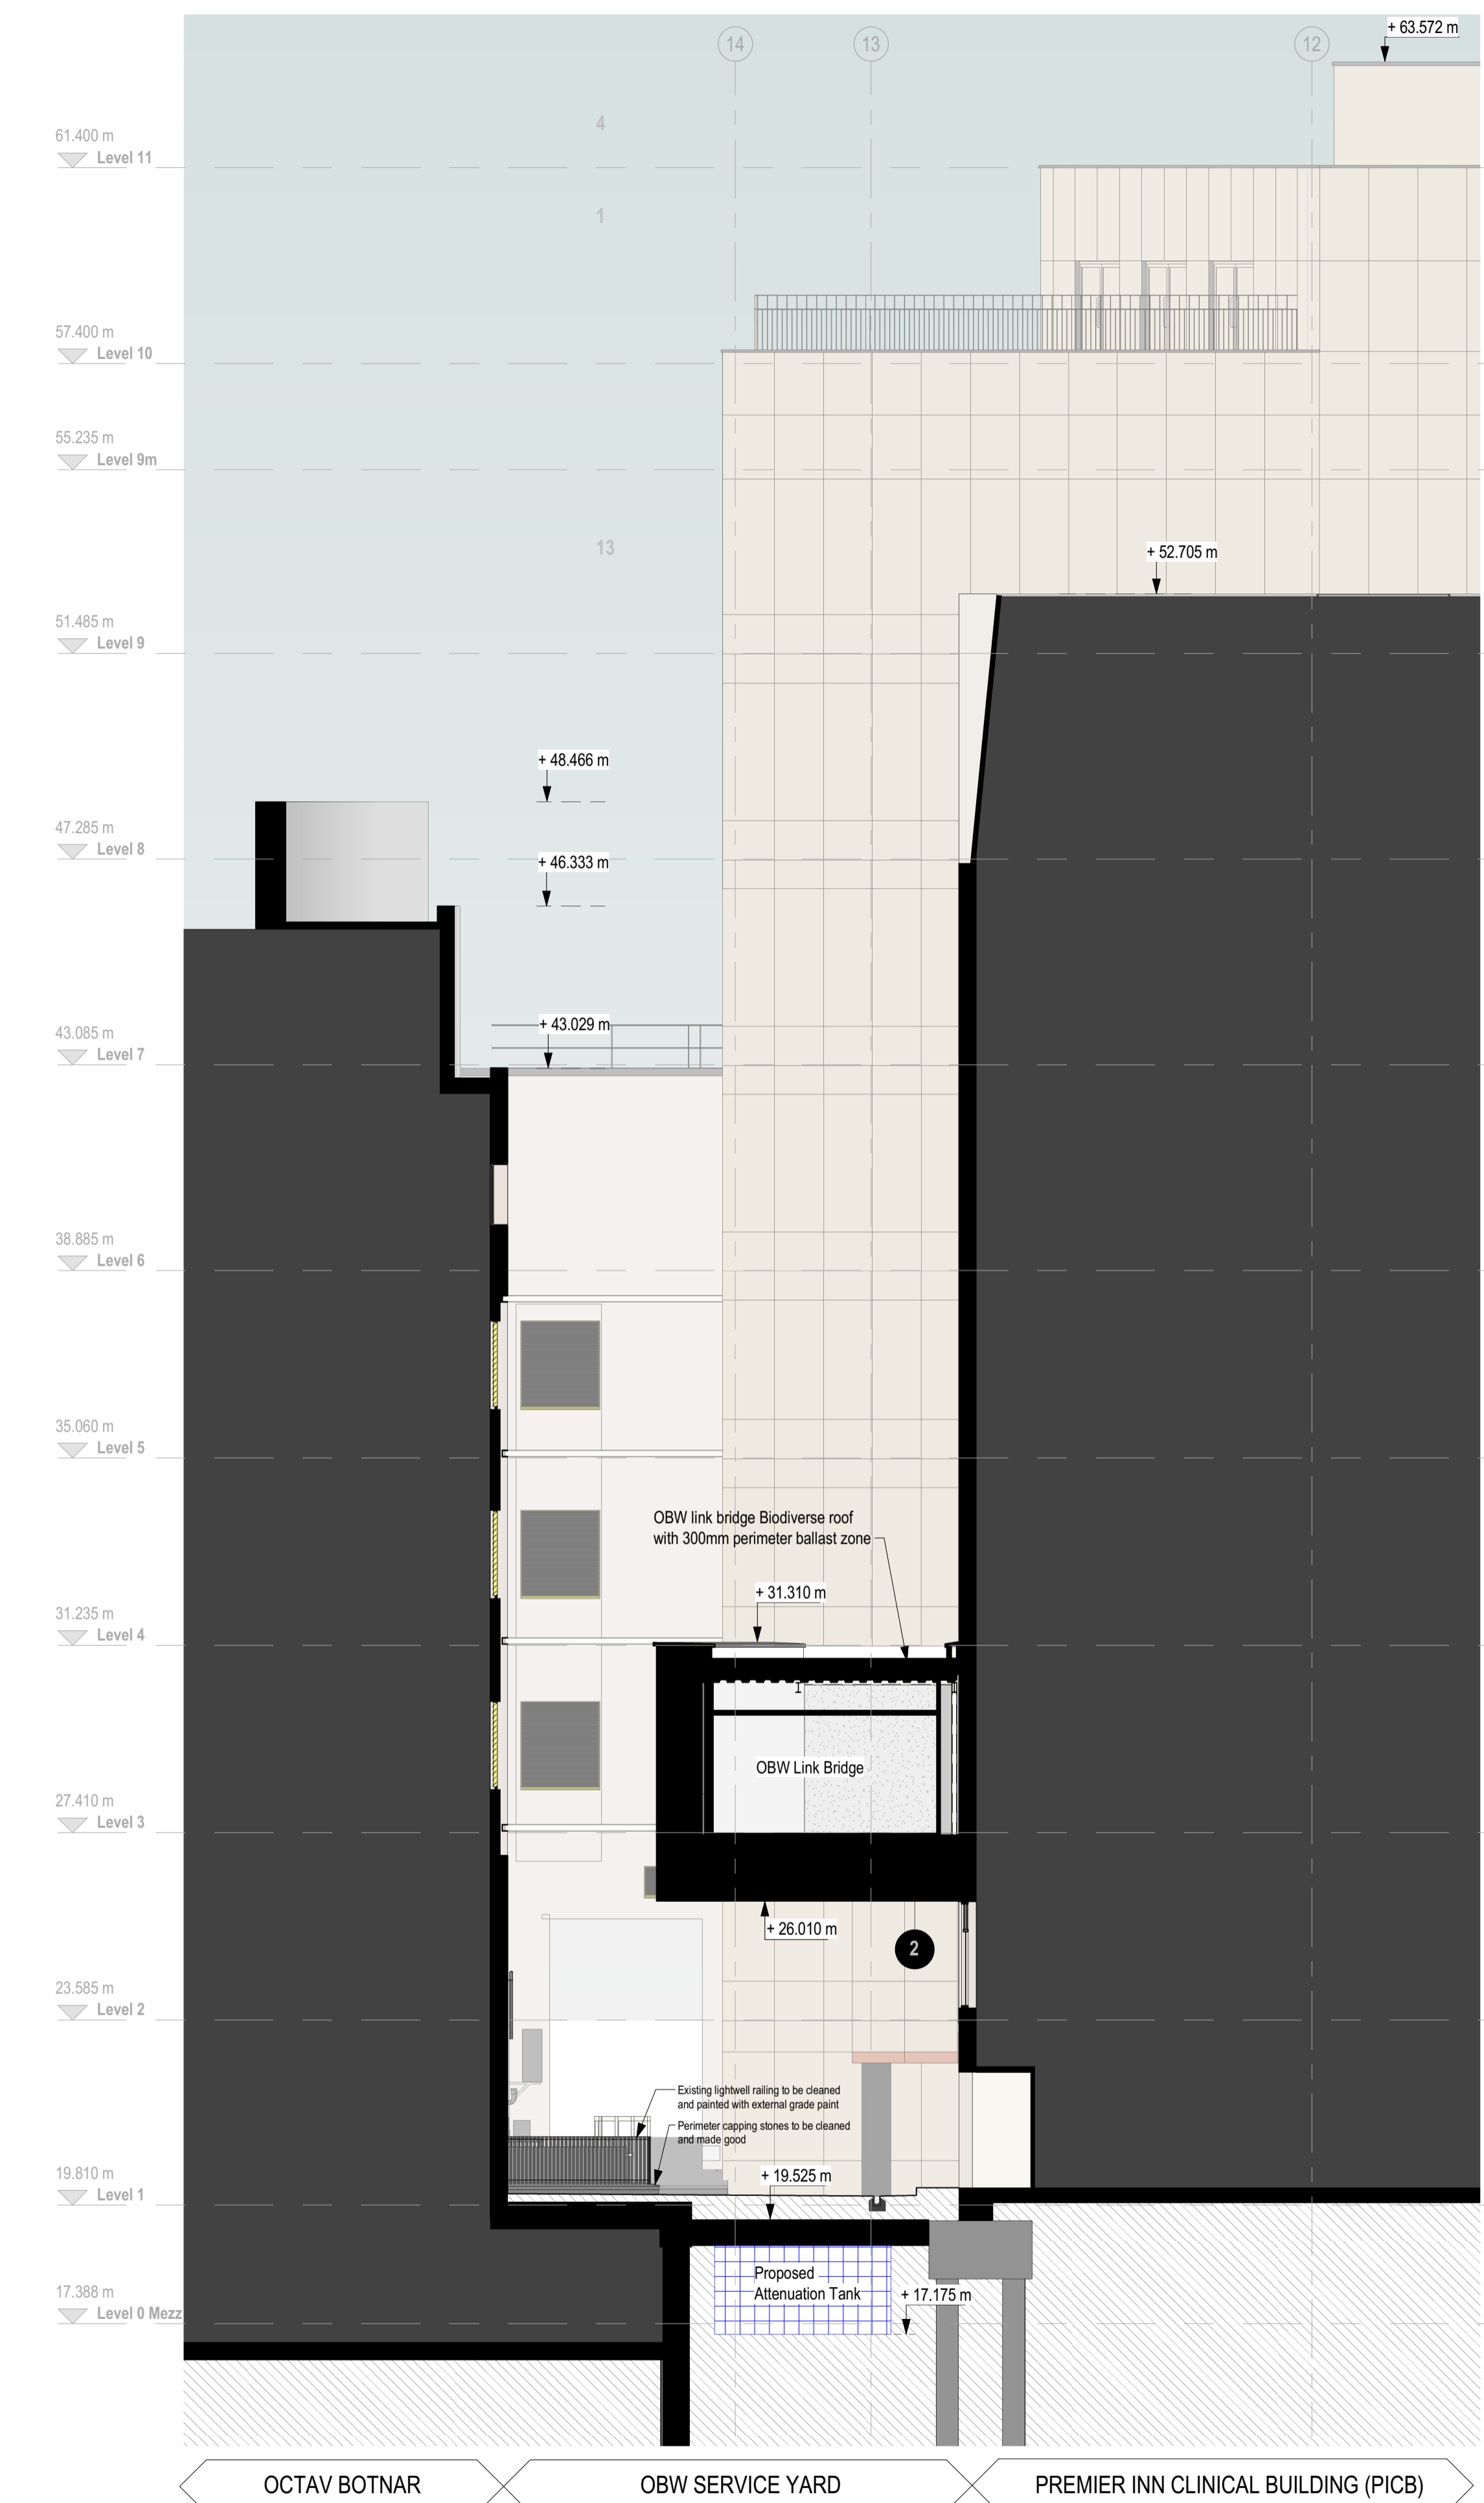 14
13
12
+ 63.572 m
4
61.400 m
Level 11
1
57.400 m
Level 10
55.235 m
Level 9m
13
+ 52.705 m
51.485 m
Level 9
+ 48.466 m
47.285 m
Level 8
+ 46.333 m
+ 43.029 m
43.085 m
Level 7
38.885 m
Level 6
35.060 m
Level 5
OBW link bridge Biodiverse roof
with 300mm perimeter ballast zone
+ 31.310 m
31.235 m
Level 4
OBW Link Bridge
27.410 m
Level 3
+ 26.010 m
2
23.585 m
Level 2
Existing lightwell railing to be cleaned
and painted with external grade paint
Perimeter capping stones to be cleaned
and made good
19.810 m
Level 1
+ 19.525 m
Proposed
Attenuation Tank
+ 17.175 m
17.388 m
Level 0 Mezz
OCTAV BOTNAR
OBW SERVICE YARD
PREMIER INN CLINICAL BUILDING (PICB)